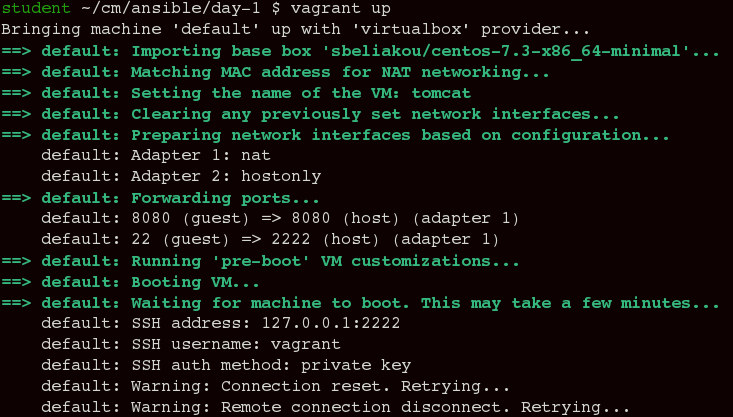 student ~/cm/ansible/day-1 $ vagrant up
Bringing machine 'default' up with 'virtualbox' provider...
==> default: Importing base box 'sbeliakou/centos-7.3-x86_64-minimal'...
==> default: Matching MAC address for NAT networking...
==> default: Setting the name of the VM: tomcat
==> default: Clearing any previously set network interfaces...
==> default: Preparing network interfaces based on configuration...
    default: Adapter 1: nat
    default: Adapter 2: hostonly
==> default: Forwarding ports...
    default: 8080 (guest) => 8080 (host) (adapter 1)
    default: 22 (guest) => 2222 (host) (adapter 1)
==> default: Running 'pre-boot' VM customizations...
==> default: Booting VM...
==> default: Waiting for machine to boot. This may take a few minutes...
    default: SSH address: 127.0.0.1:2222
    default: SSH username: vagrant
    default: SSH auth method: private key
    default: Warning: Connection reset. Retrying...
    default: Warning: Remote connection disconnect. Retrying...